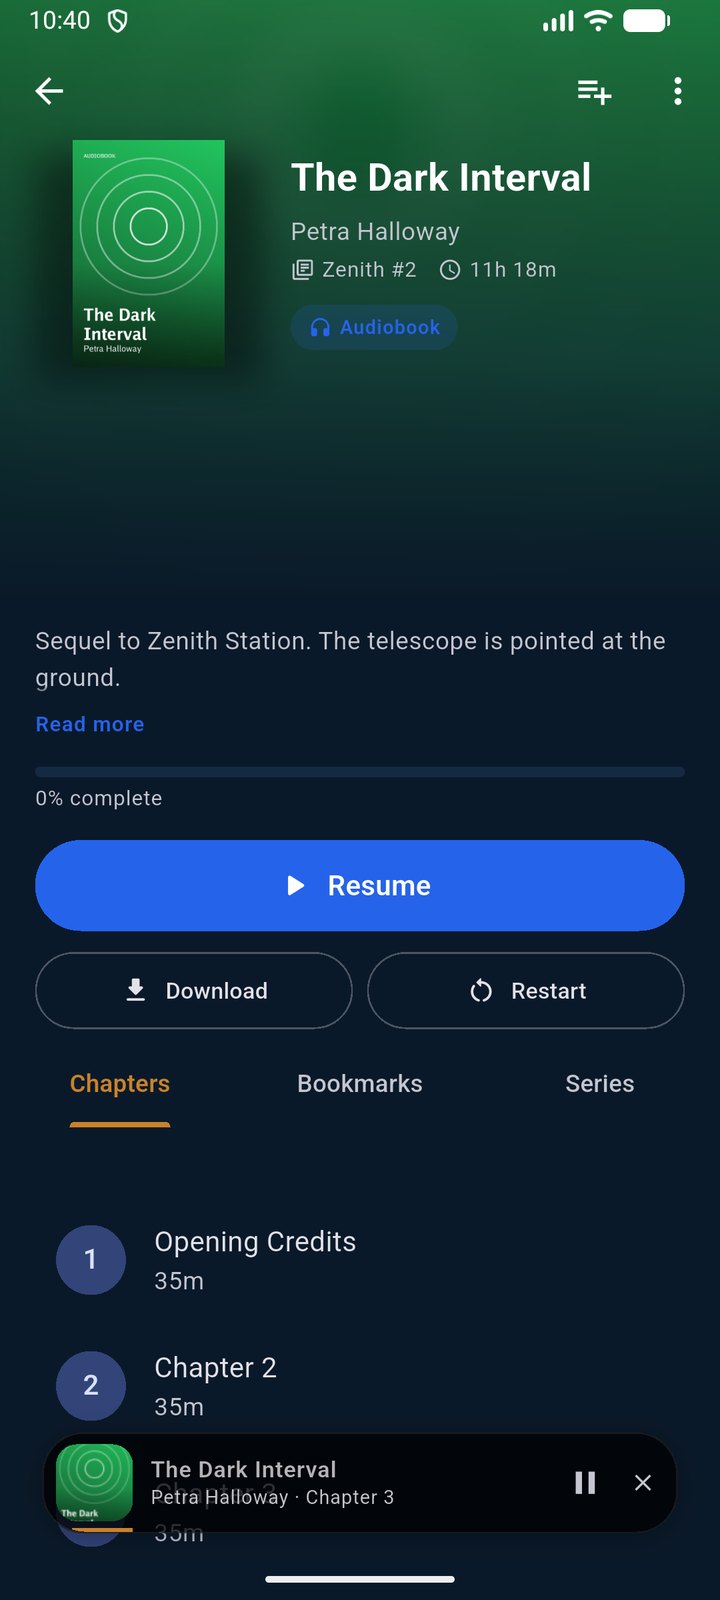 10:40
AUDIOBOOK
The Dark
Interval
Petra Halloway
The Dark Interval
Petra Halloway
Zenith #2 11h 18m
Audiobook
Sequel to Zenith Station. The telescope is pointed at the
ground.
Read more
0% complete
Resume
Download Restart
Chapters Bookmarks Series
1 Opening Credits
35m
2 Chapter 2
35m
The Dark
The Dark Interval
Petra Halloway · Chapter 3
Chapter 3
35m